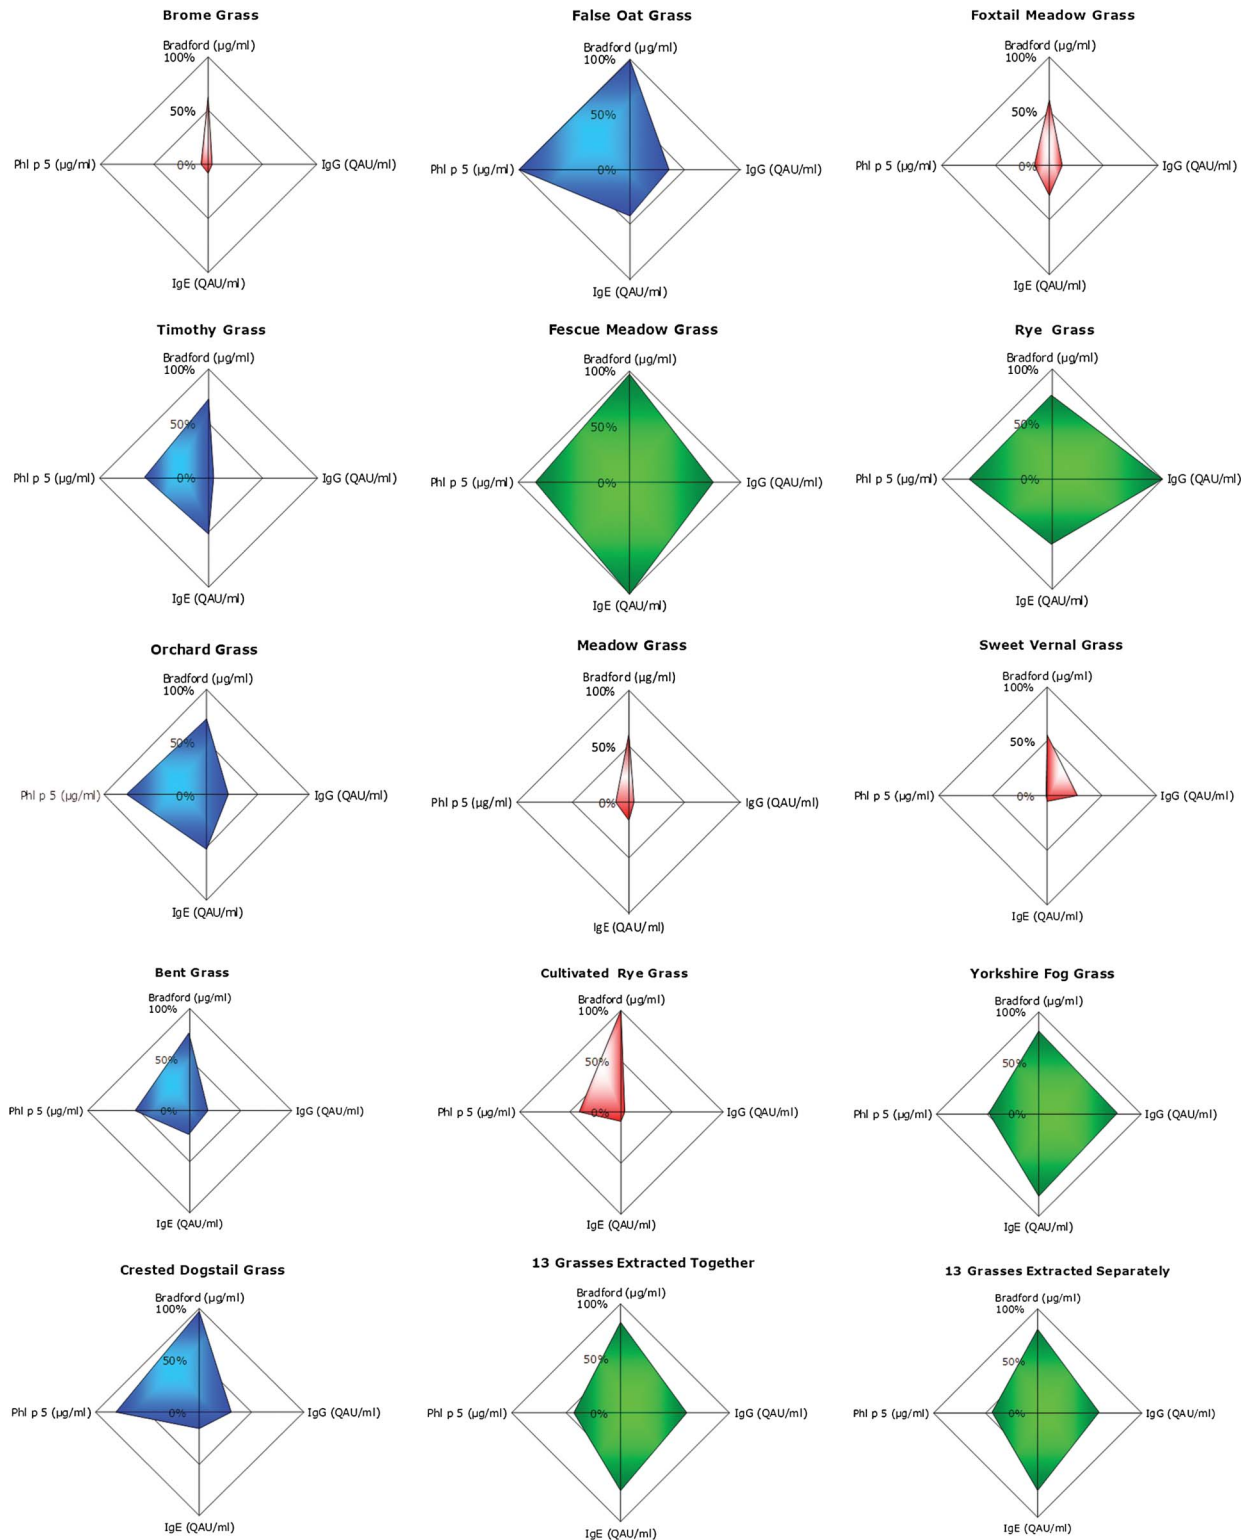 Brome Grass
Bradford (µg/ml)
100%
50%
Phl p 5 (µg/ml)
0%
IgG (QAU/ml)
IgE (QAU/ml)
False Oat Grass
Bradford (µg/ml)
100%
50%
Phl p 5 (µg/ml)
0%
IgG (QAU/ml)
IgE (QAU/ml)
Foxtail Meadow Grass
Bradford (µg/ml)
100%
50%
Phl p 5 (µg/ml)
0%
IgG (QAU/ml)
IgE (QAU/ml)
Timothy Grass
Bradford (µg/ml)
100%
50%
Phl p 5 (µg/ml)
0%
IgG (QAU/ml)
IgE (QAU/ml)
Fescue Meadow Grass
Bradford (µg/ml)
100%
50%
Phl p 5 (µg/ml)
0%
IgG (QAU/ml)
IgE (QAU/ml)
Rye Grass
Bradford (µg/ml)
100%
50%
Phl p 5 (µg/ml)
0%
IgG (QAU/ml)
IgE (QAU/ml)
Orchard Grass
Bradford (µg/ml)
100%
50%
Phl p 5 (µg/ml)
0%
IgG (QAU/ml)
IgE (QAU/ml)
Meadow Grass
Bradford (µg/ml)
100%
50%
Phl p 5 (µg/ml)
0%
IgG (QAU/ml)
IgE (QAU/ml)
Sweet Vernal Grass
Bradford (µg/ml)
100%
50%
Phl p 5 (µg/ml)
0%
IgG (QAU/ml)
IgE (QAU/ml)
Bent Grass
Bradford (µg/ml)
100%
50%
Phl p 5 (µg/ml)
0%
IgG (QAU/ml)
IgE (QAU/ml)
Cultivated Rye Grass
Bradford (µg/ml)
100%
50%
Phl p 5 (µg/ml)
0%
IgG (QAU/ml)
IgE (QAU/ml)
Yorkshire Fog Grass
Bradford (µg/ml)
100%
50%
Phl p 5 (µg/ml)
0%
IgG (QAU/ml)
IgE (QAU/ml)
Crested Dogstail Grass
Bradford (µg/ml)
100%
50%
Phl p 5 (µg/ml)
0%
IgG (QAU/ml)
IgE (QAU/ml)
13 Grasses Extracted Together
Bradford (µg/ml)
100%
50%
Phl p 5 (µg/ml)
0%
IgG (QAU/ml)
IgE (QAU/ml)
13 Grasses Extracted Separately
Bradford (µg/ml)
100%
50%
Phl p 5 (µg/ml)
0%
IgG (QAU/ml)
IgE (QAU/ml)